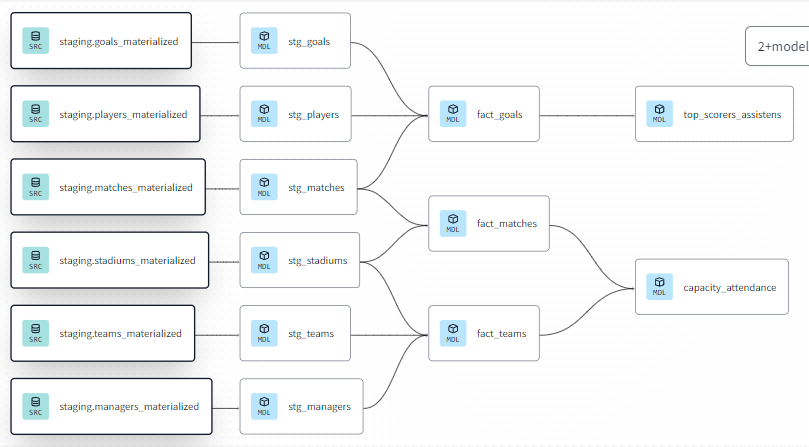 staging.goals_materialized
SRC
stg_goals
MDL
2+model
staging.players_materialized
SRC
stg_players
MDL
fact_goals
MDL
top_scorers_assistens
MDL
staging.matches_materialized
SRC
stg_matches
MDL
fact_matches
MDL
staging.stadiums_materialized
SRC
stg_stadiums
MDL
capacity_attendance
MDL
staging.teams_materialized
SRC
stg_teams
MDL
fact_teams
MDL
staging.managers_materialized
SRC
stg_managers
MDL